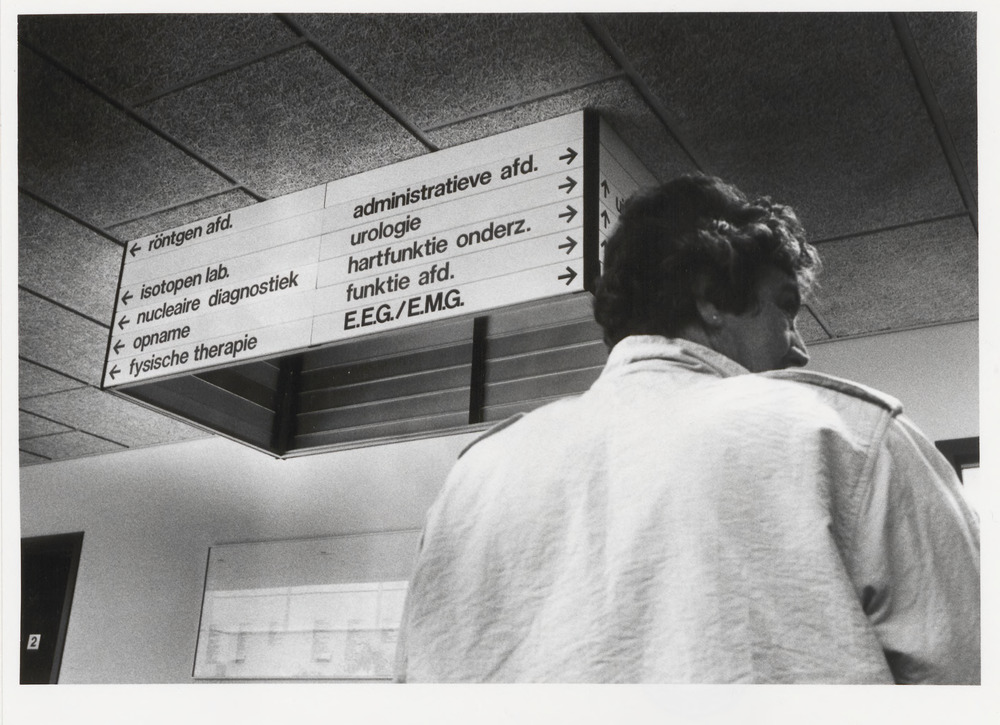 ← röntgen afd.
← isotopen lab.
← nucleaire diagnostiek
← opname
← fysische therapie
administratieve afd. →
urologie →
hartfunktie onderz. →
funktie afd. →
E.E.G./E.M.G. →
2